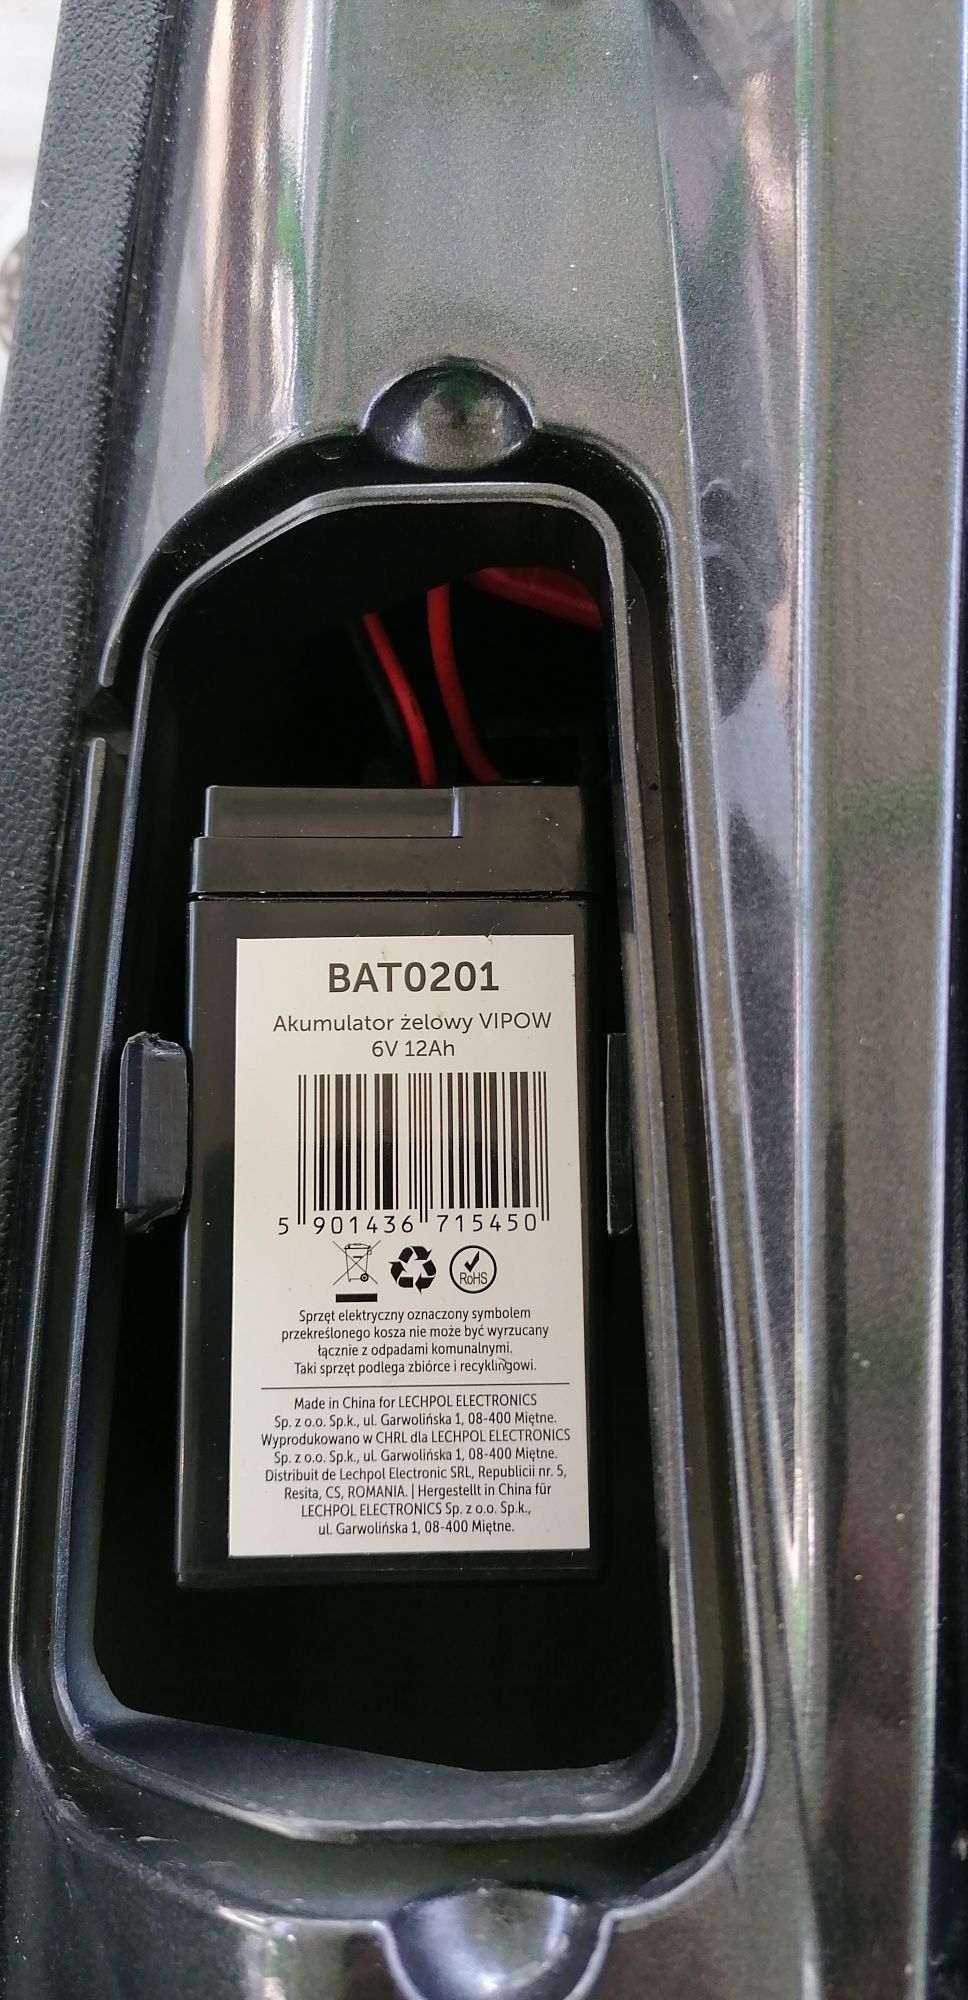 BAT0201
Akumulator żelowy VIPOW
6V 12Ah
5 901436 715450
RoHS
Sprzęt elektryczny oznaczony symbolem
przekreślonego kosza nie może być wyrzucany
łącznie z odpadami komunalnymi.
Taki sprzęt podlega zbiórce i recyklingowi.
Made in China for LECHPOL ELECTRONICS
Sp. z o.o. Sp.k., ul. Garwolińska 1, 08-400 Miętne.
Wyprodukowano w CHRL dla LECHPOL ELECTRONICS
Sp. z o.o. Sp.k., ul. Garwolińska 1, 08-400 Miętne.
Distribuit de Lechpol Electronic SRL, Republicii nr. 5,
Resita, CS, ROMANIA. | Hergestellt in China für
LECHPOL ELECTRONICS Sp. z o.o. Sp.k.,
ul. Garwolińska 1, 08-400 Miętne.